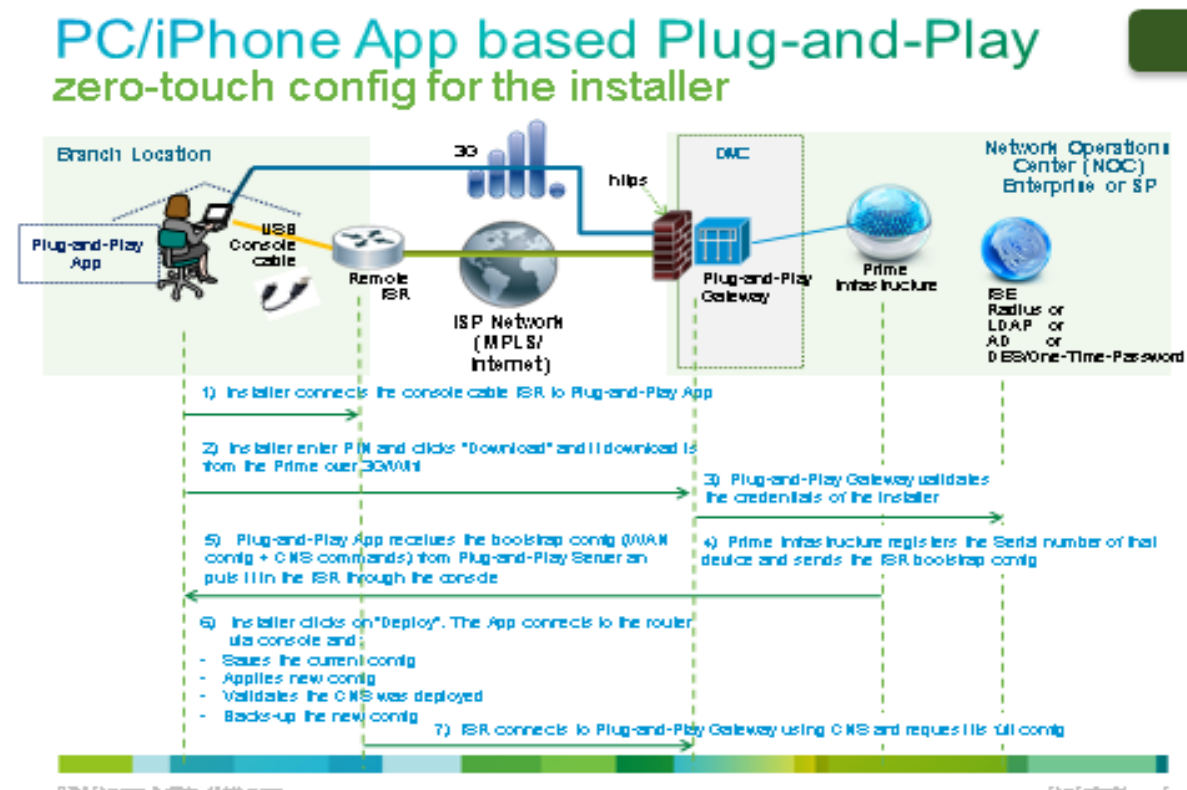 PC/iPhone App based Plug-and-Play
zero-touch config for the installer
Branch Location
3G
https
DMZ
Network Operations
Center (NOC)
Enterprise or SP
Plug-and-Play
App
USB
Console
cable
Remote
ISR
ISP Network
(MPLS/
Internet)
Plug-and-Play
Gateway
Prime
Infrastructure
ISE
Radius or
LDAP or
AD or
DES/One-Time-Password
1) Installer connects the console cable ISR to Plug-and-Play App
2) Installer enter PIN and clicks "Download" and it download is
from the Prime over 3G/Wifi
3) Plug-and-Play Gateway validates
the credentials of the installer
4) Prime Infrastructure registers the Serial number of that
device and sends the ISR bootstrap config
5) Plug-and-Play App receives the bootstrap config (WAN
config + CNS commands) from Plug-and-Play Server an
puts it in the ISR through the console
6) Installer clicks on "Deploy". The App connects to the router
via console and:
- Saves the current config
- Applies new config
- Validates the CNS was deployed
- Backs-up the new config
7) ISR connects to Plug-and-Play Gateway using CNS and request its full config